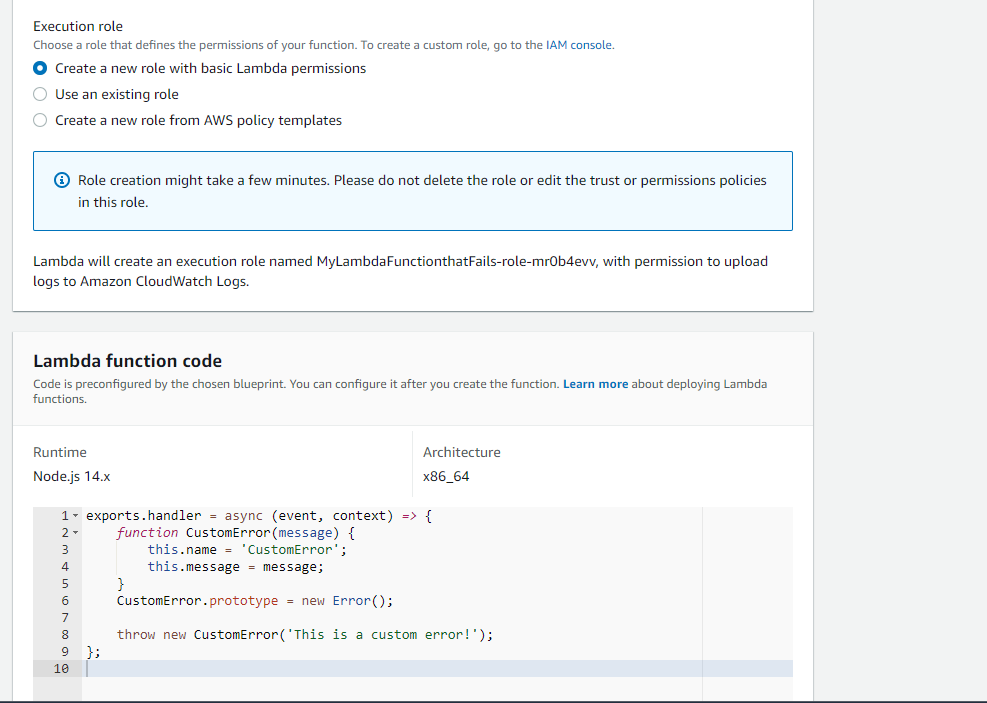 Execution role
Choose a role that defines the permissions of your function. To create a custom role, go to the IAM console.
Create a new role with basic Lambda permissions
Use an existing role
Create a new role from AWS policy templates
Role creation might take a few minutes. Please do not delete the role or edit the trust or permissions policies
in this role.
Lambda will create an execution role named MyLambdaFunctionthatFails-role-mr0b4evv, with permission to upload
logs to Amazon CloudWatch Logs.
Lambda function code
Code is preconfigured by the chosen blueprint. You can configure it after you create the function. Learn more about deploying Lambda
functions.
Runtime
Node.js 14.x
Architecture
x86_64
1 exports.handler = async (event, context) => {
2     function CustomError(message) {
3         this.name = 'CustomError';
4         this.message = message;
5     }
6     CustomError.prototype = new Error();
7
8     throw new CustomError('This is a custom error!');
9 };
10